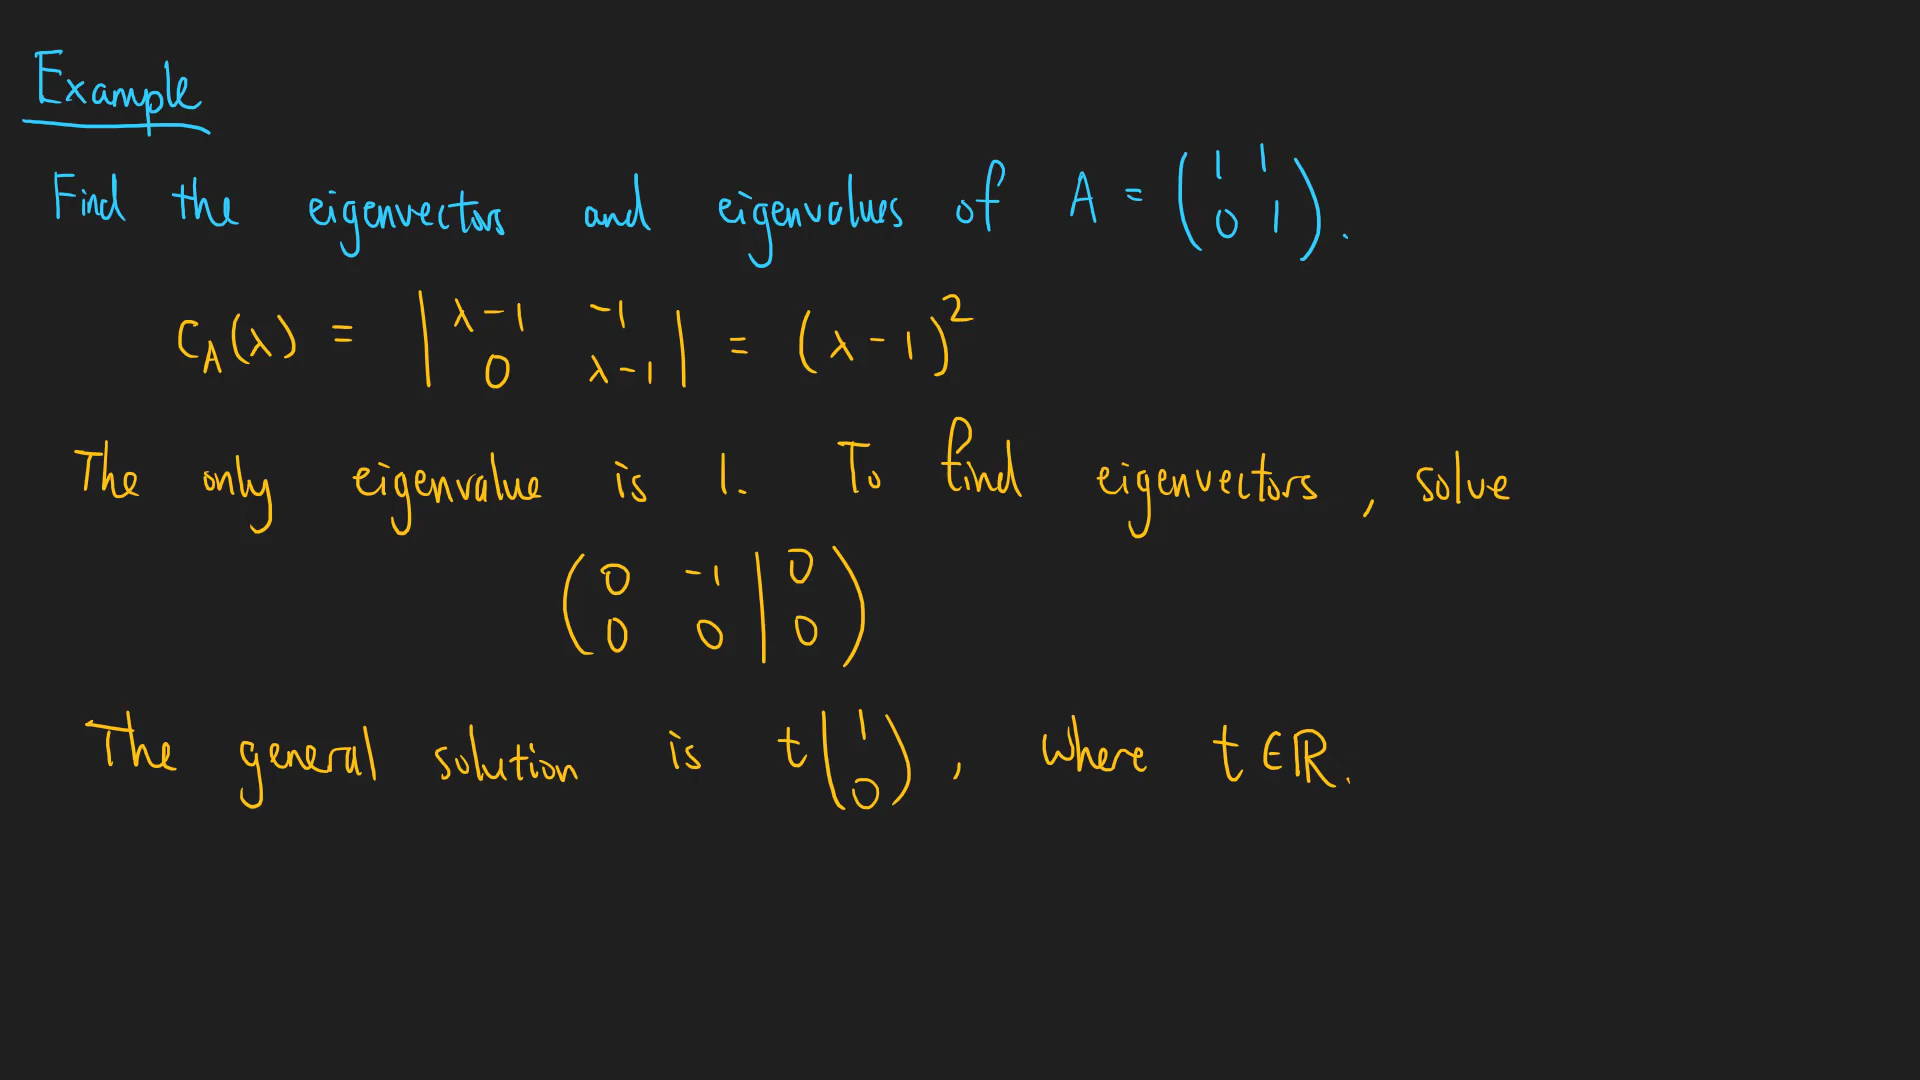 Example
Find the eigenvectors and eigenvalues of A = (1 1
0 1).
C_A(λ) = |λ-1 -1
0 λ-1| = (λ-1)²
The only eigenvalue is 1. To find eigenvectors, solve
(0 -1 | 0
0 0 | 0)
The general solution is t(1
0), where t∈ℝ.